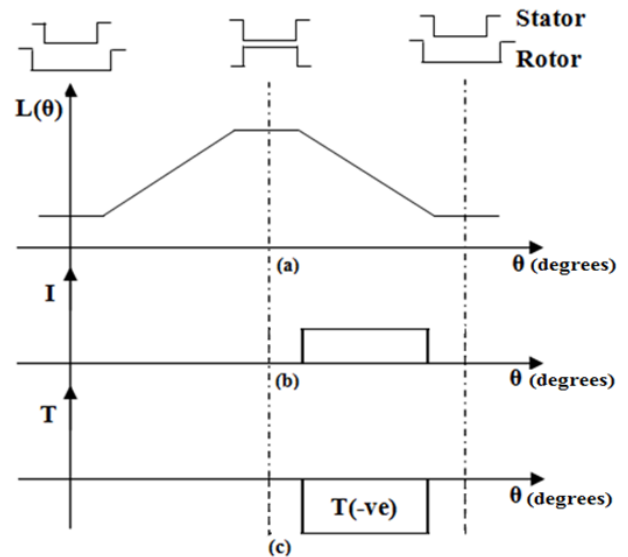 Stator
Rotor
L(θ)
(a)
θ (degrees)
I
(b)
θ (degrees)
T
θ (degrees)
T(-ve)
(c)